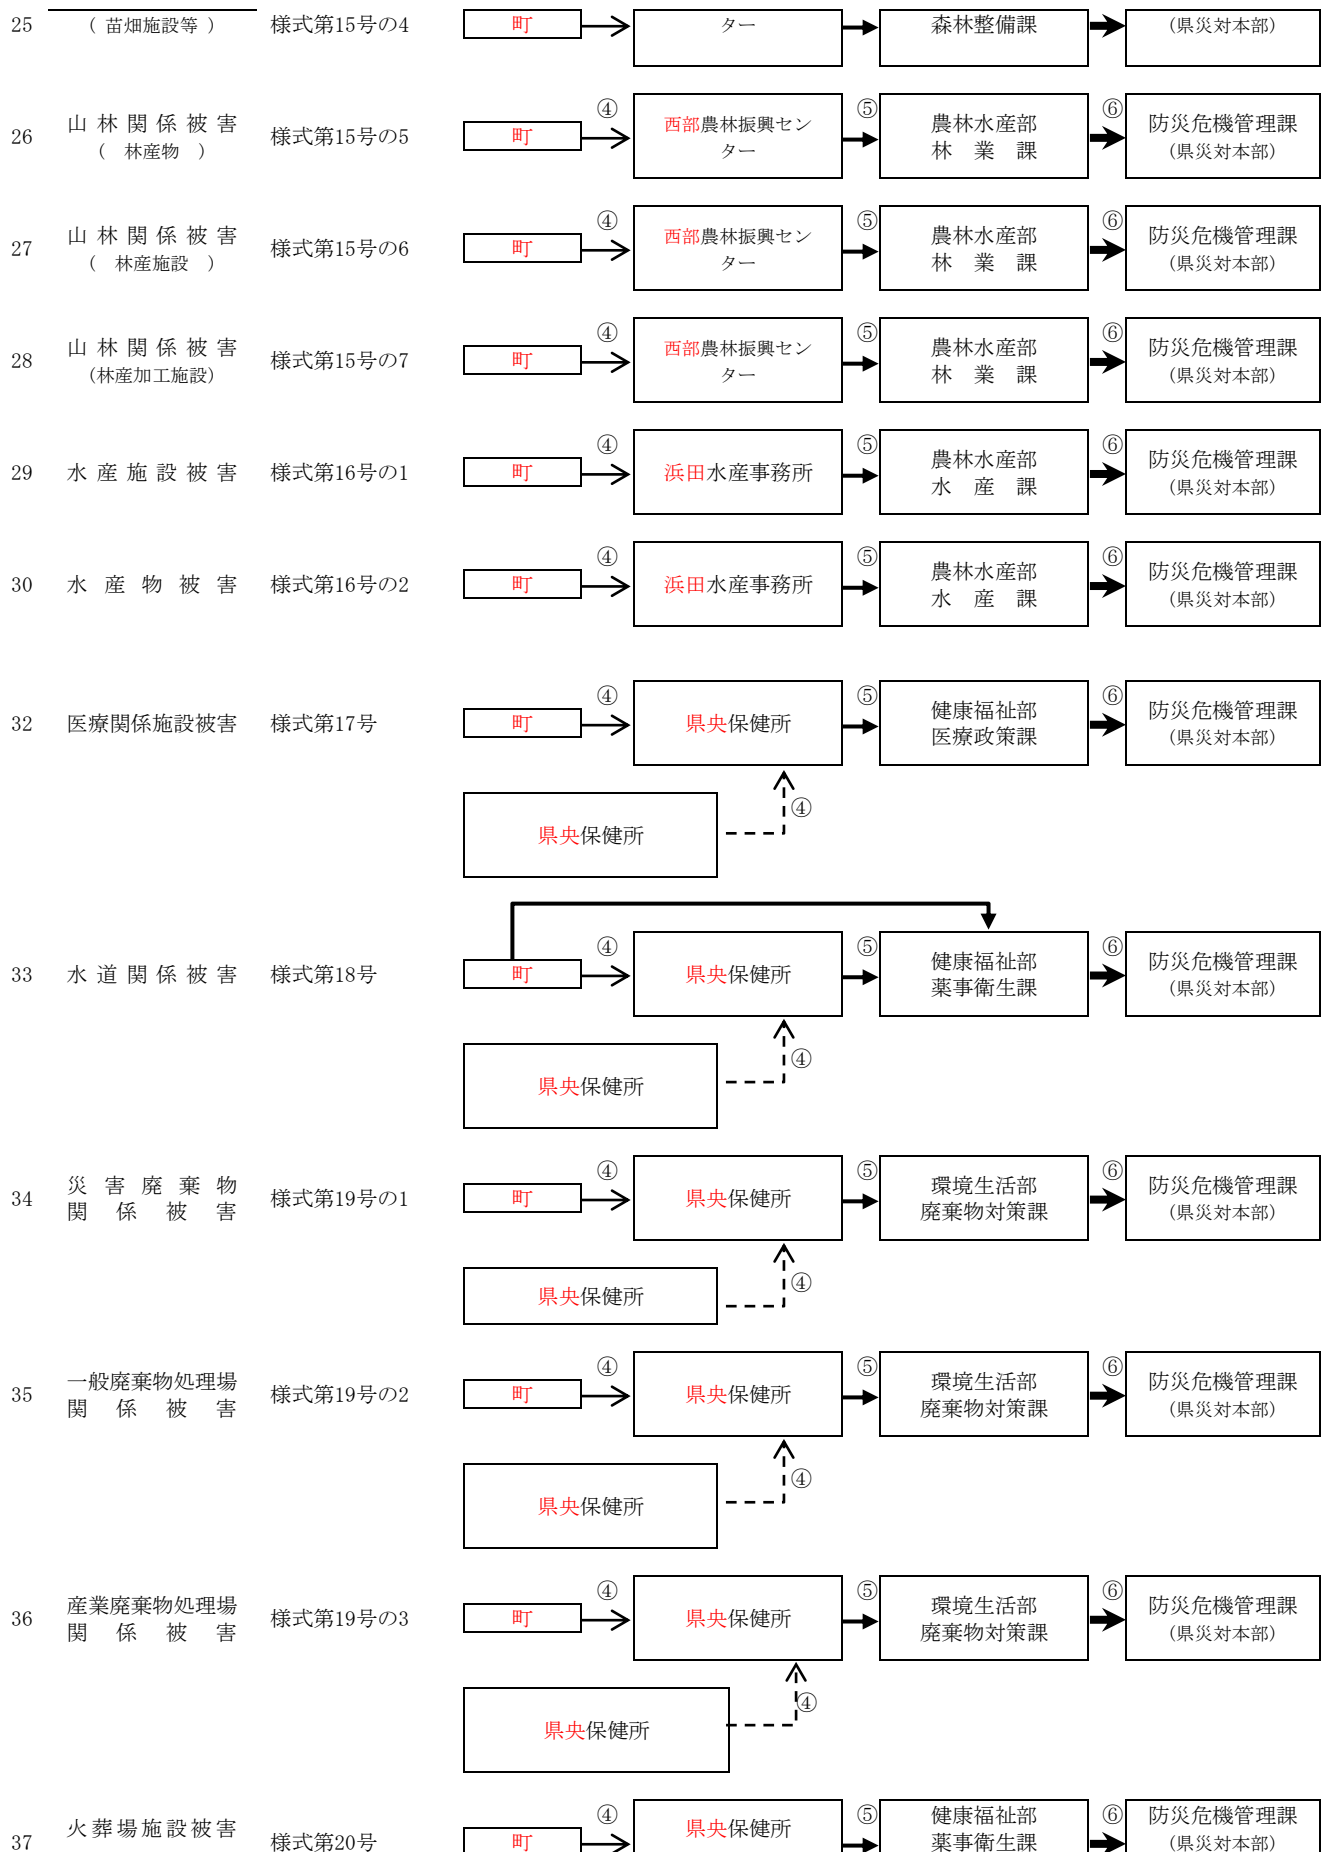 25 （苗畑施設等） 様式第15号の4 町 ター 森林整備課 （県災対本部）
④ ⑤ ⑥
山林関係被害 西部農林振興セン 農林水産部 防災危機管理課
26 様式第15号の5 町
（ 林産物 ） ター 林業課 （県災対本部）
④ ⑤ ⑥
山林関係被害 西部農林振興セン 農林水産部 防災危機管理課
27 様式第15号の6 町
（ 林産施設 ） ター 林業課 （県災対本部）
④ ⑤ ⑥
山林関係被害 西部農林振興セン 農林水産部 防災危機管理課
28 様式第15号の7 町
（林産加工施設） ター 林業課 （県災対本部）
④ ⑤ ⑥
農林水産部 防災危機管理課
29 水産施設被害 様式第16号の1 町 浜田水産事務所
水産課 （県災対本部）
④ ⑤ ⑥
農林水産部 防災危機管理課
30 水産物被害 様式第16号の2 町 浜田水産事務所
水産課 （県災対本部）
④ ⑤ ⑥
健康福祉部 防災危機管理課
32 医療関係施設被害 様式第17号 町 県央保健所
医療政策課 （県災対本部）
④
県央保健所
④ ⑤ ⑥
健康福祉部 防災危機管理課
33 水道関係被害 様式第18号 町 県央保健所
薬事衛生課 （県災対本部）
④
県央保健所
④ ⑤ ⑥
災害廃棄物 環境生活部 防災危機管理課
34 様式第19号の1 町 県央保健所
関係被害 廃棄物対策課 （県災対本部）
④
県央保健所
④ ⑤ ⑥
一般廃棄物処理場 環境生活部 防災危機管理課
35 様式第19号の2 町 県央保健所
関係被害 廃棄物対策課 （県災対本部）
④
県央保健所
④ ⑤ ⑥
産業廃棄物処理場 環境生活部 防災危機管理課
36 様式第19号の3 町 県央保健所
関係被害 廃棄物対策課 （県災対本部）
④
県央保健所
④ ⑤ ⑥
火葬場施設被害 県央保健所 健康福祉部 防災危機管理課
37 様式第20号 町 薬事衛生課 （県災対本部）